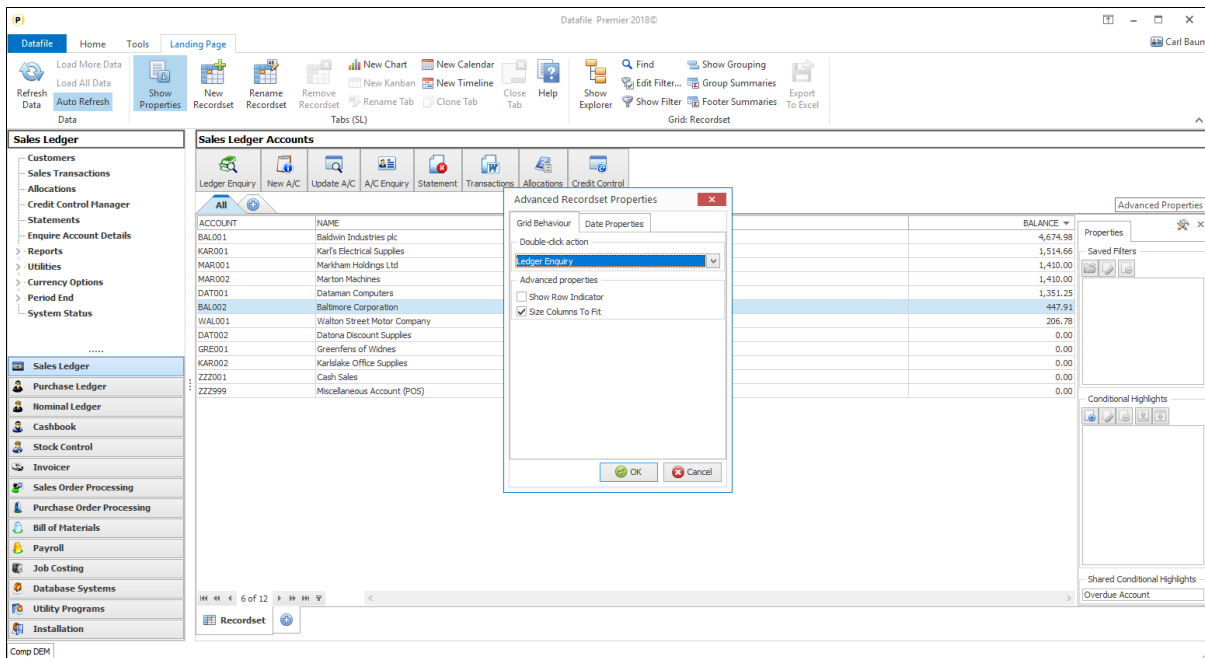 P
Datafile Premier 2018©
Datafile Home Tools Landing Page
Carl Baum
Refresh Data
Load More Data
Load All Data
Auto Refresh
Data
Show Properties
New Recordset
Rename Recordset
Remove Recordset
New Chart
New Calendar
New Kanban
New Timeline
Rename Tab
Clone Tab
Close Tab
Help
Tabs (SL)
Show Explorer
Find
Show Grouping
Edit Filter...
Group Summaries
Show Filter
Footer Summaries
Export To Excel
Grid: Recordset
Sales Ledger
Customers
Sales Transactions
Allocations
Credit Control Manager
Statements
Enquire Account Details
Reports
Utilities
Currency Options
Period End
System Status
Sales Ledger
Purchase Ledger
Nominal Ledger
Cashbook
Stock Control
Invoicer
Sales Order Processing
Purchase Order Processing
Bill of Materials
Payroll
Job Costing
Database Systems
Utility Programs
Installation
Comp DEM
Sales Ledger Accounts
Ledger Enquiry New A/C Update A/C A/C Enquiry Statement Transactions Allocations Credit Control
All
ACCOUNT NAME BALANCE
BAL001 Baldwin Industries plc 4,674.98
KAR001 Karl's Electrical Supplies 1,514.66
MAR001 Markham Holdings Ltd 1,410.00
MAR002 Marton Machines 1,410.00
DAT001 Dataman Computers 1,351.25
BAL002 Baltimore Corporation 447.91
WAL001 Walton Street Motor Company 206.78
DAT002 Datona Discount Supplies 0.00
GRE001 Greenfens of Widnes 0.00
KAR002 Karlslake Office Supplies 0.00
ZZZ001 Cash Sales 0.00
ZZZ999 Miscellaneous Account (POS) 0.00
6 of 12
Recordset
Advanced Recordset Properties
Grid Behaviour Date Properties
Double-click action
Ledger Enquiry
Advanced properties
Show Row Indicator
Size Columns To Fit
OK Cancel
Advanced Properties
Properties
Saved Filters
Conditional Highlights
Shared Conditional Highlights
Overdue Account